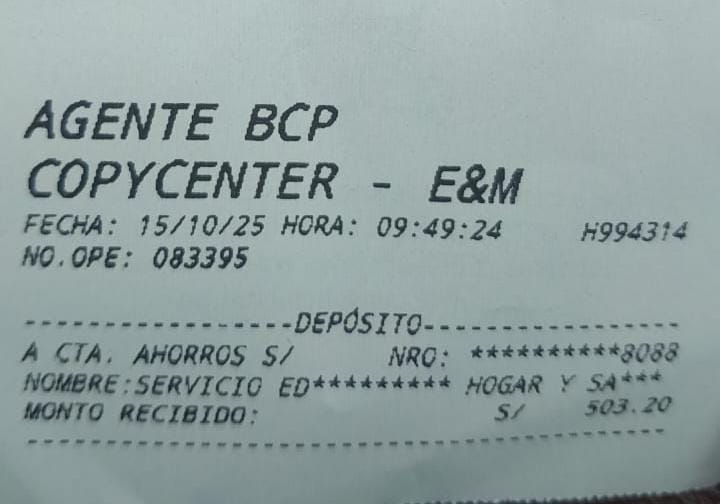 AGENTE BCP
COPYCENTER - E&M
FECHA: 15/10/25 HORA: 09:49:24 H994314
NO.OPE: 083395
-----------------DEPÓSITO----------------
A CTA. AHORROS S/ NRO: **********8088
NOMBRE:SERVICIO ED********* HOGAR Y SA***
MONTO RECIBIDO: S/ 503.20
-----------------------------------------